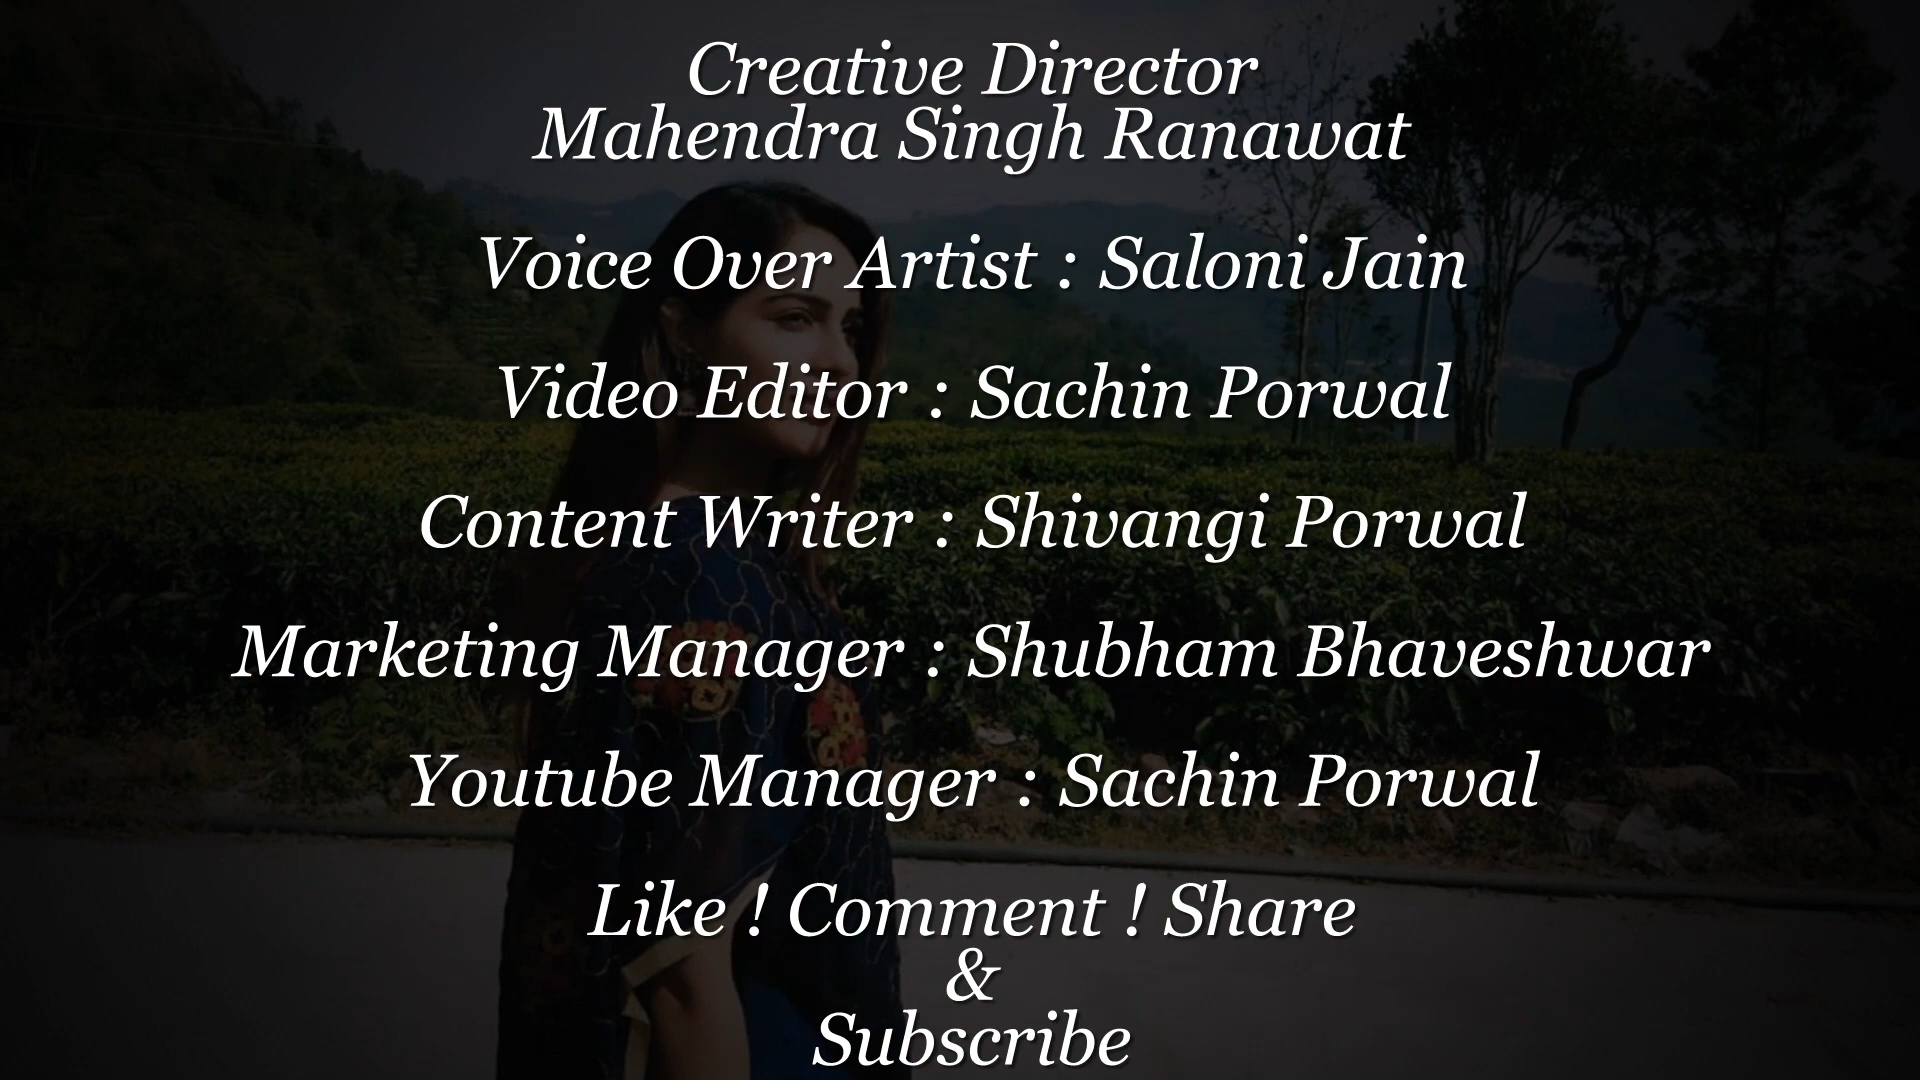 Creative Director
Mahendra Singh Ranawat
Voice Over Artist : Saloni Jain
Video Editor : Sachin Porwal
Content Writer : Shivangi Porwal
Marketing Manager : Shubham Bhaveshwar
Youtube Manager : Sachin Porwal
Like ! Comment ! Share
&
Subscribe